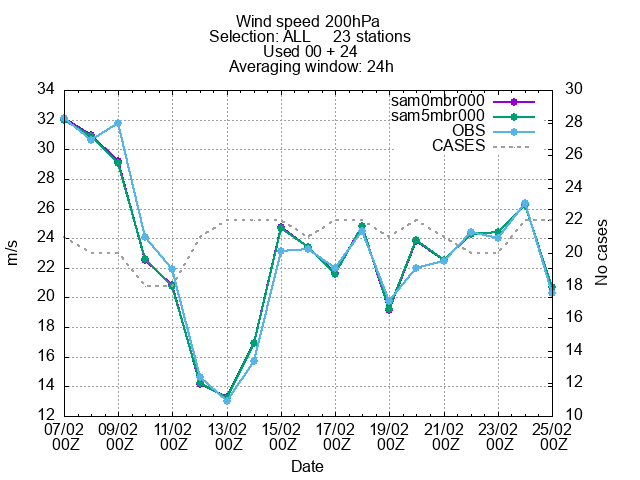 Wind speed 200hPa
Selection: ALL     23 stations
Used 00 + 24
Averaging window: 24h
34 30
32 28
30 26
28 24
26 22
24 20
22 18
20 16
18 14
16 12
14 10
12
sam0mbr000
sam5mbr000
OBS
CASES
m/s
No cases
07/02 09/02 11/02 13/02 15/02 17/02 19/02 21/02 23/02 25/02
00Z 00Z 00Z 00Z 00Z 00Z 00Z 00Z 00Z 00Z
Date